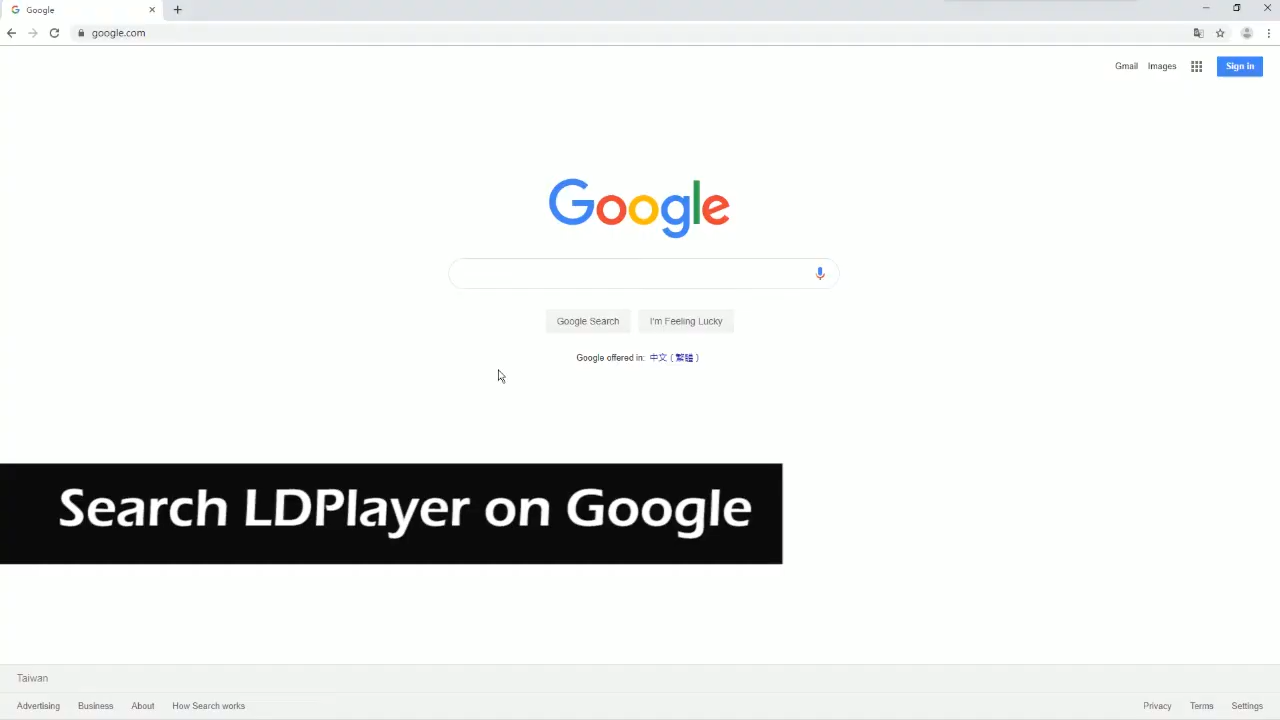 Google
google.com
Gmail Images Sign in
Google
Google Search I'm Feeling Lucky
Google offered in: 中文 ( 繁體 )
Search LDPlayer on Google
Taiwan
Advertising Business About How Search works Privacy Terms Settings